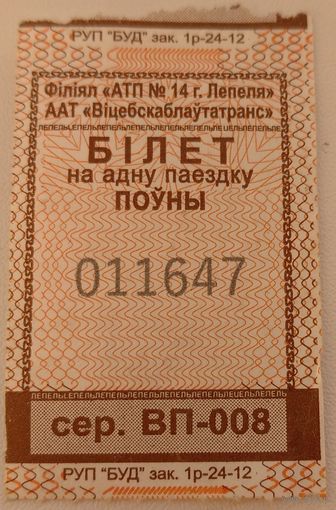 РУП "БУД" зак. 1р-24-12
Філіял «АТП № 14 г. Лепеля»
ААТ «Віцебскаблаўтатранс»
БІЛЕТ
на адну паездку
ПОЎНЫ
011647
сер. ВП-008
РУП "БУД" зак. 1р-24-12